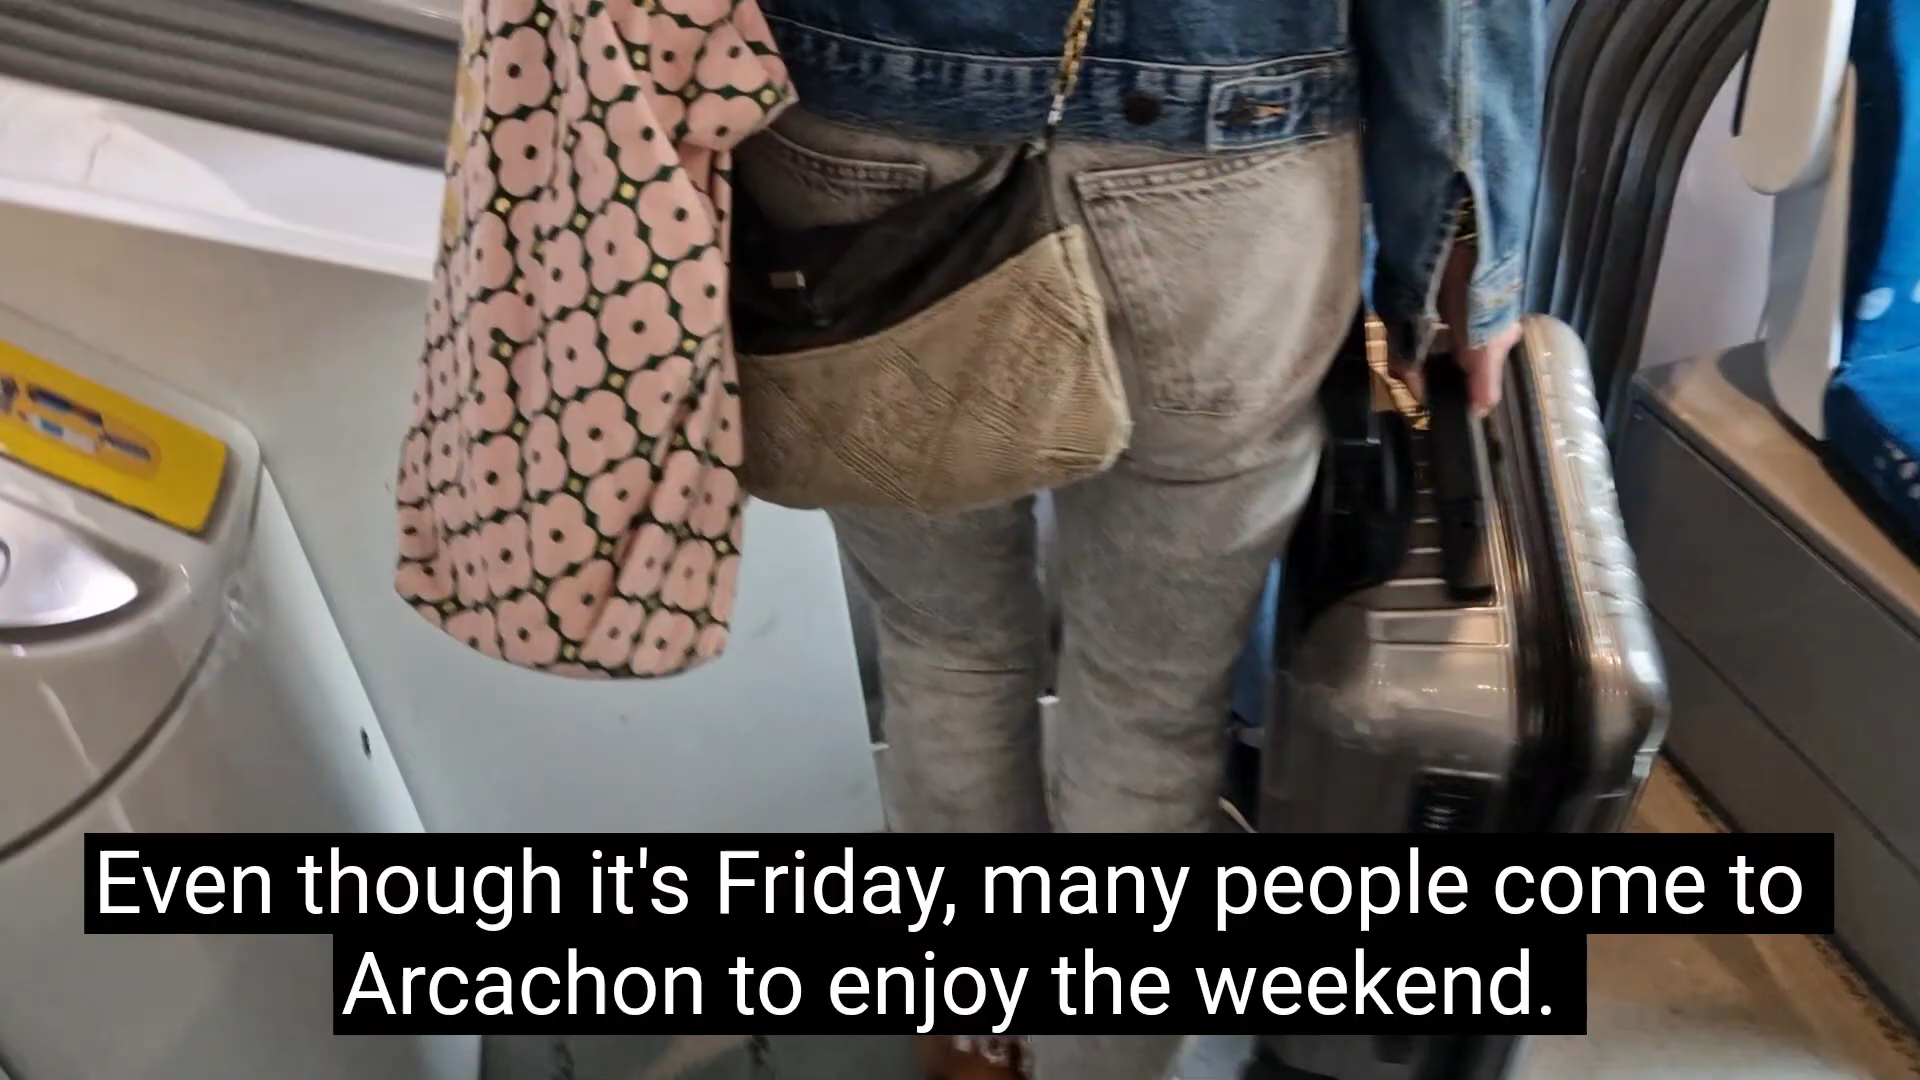 Even though it's Friday, many people come to
Arcachon to enjoy the weekend.